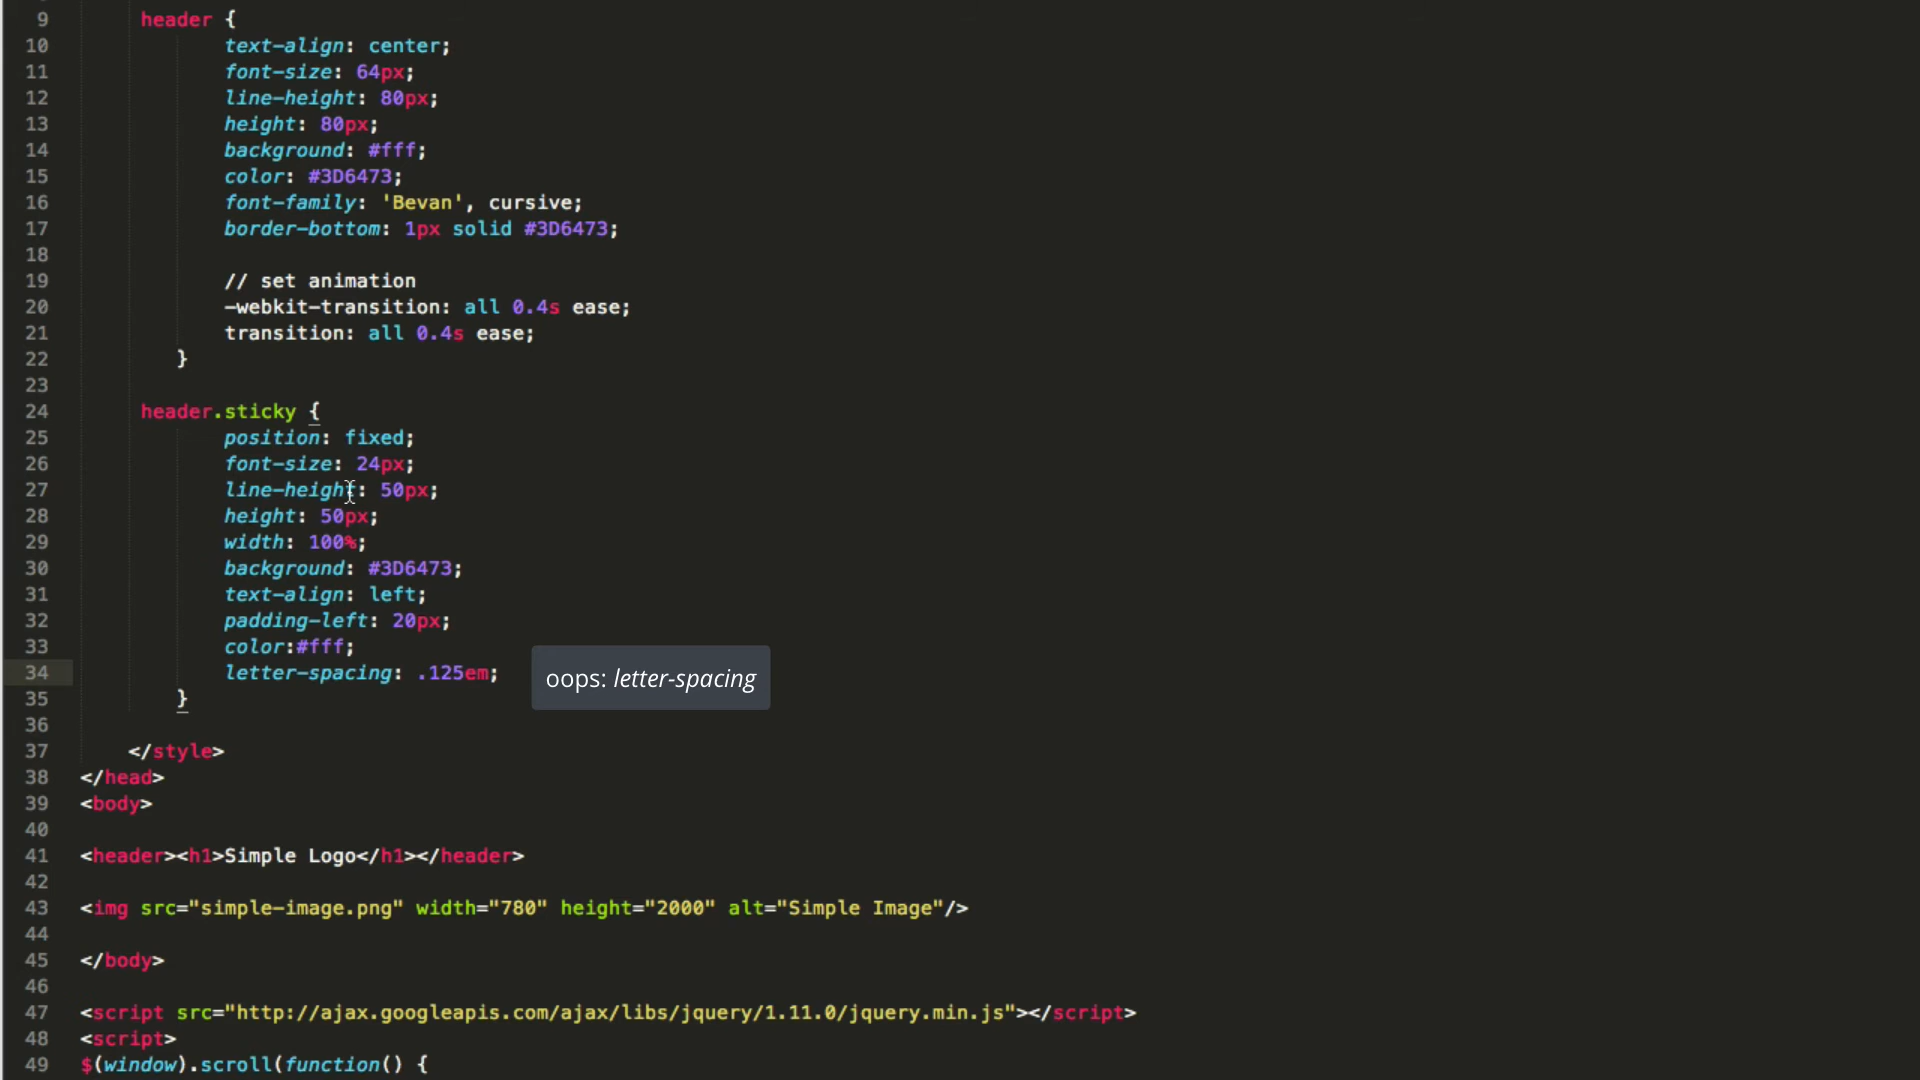 9 header {
10 text-align: center;
11 font-size: 64px;
12 line-height: 80px;
13 height: 80px;
14 background: #fff;
15 color: #3D6473;
16 font-family: 'Bevan', cursive;
17 border-bottom: 1px solid #3D6473;
18
19 // set animation
20 -webkit-transition: all 0.4s ease;
21 transition: all 0.4s ease;
22 }
23
24 header.sticky {
25 position: fixed;
26 font-size: 24px;
27 line-height: 50px;
28 height: 50px;
29 width: 100%;
30 background: #3D6473;
31 text-align: left;
32 padding-left: 20px;
33 color:#fff;
34 letter-spacing: .125em;
oops: letter-spacing
35 }
36
37 </style>
38 </head>
39 <body>
40
41 <header><h1>Simple Logo</h1></header>
42
43 <img src="simple-image.png" width="780" height="2000" alt="Simple Image"/>
44
45 </body>
46
47 <script src="http://ajax.googleapis.com/ajax/libs/jquery/1.11.0/jquery.min.js"></script>
48 <script>
49 $(window).scroll(function() {